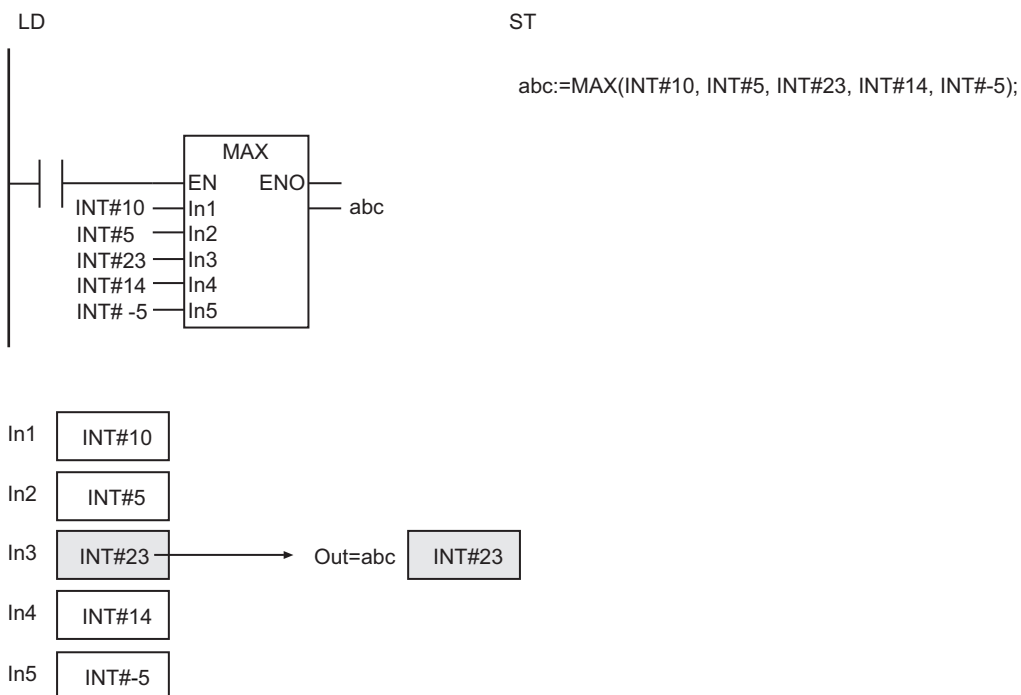 LD
ST
abc:=MAX(INT#10, INT#5, INT#23, INT#14, INT#-5);
MAX
EN ENO
INT#10 In1 abc
INT#5 In2
INT#23 In3
INT#14 In4
INT# -5 In5
In1 INT#10
In2 INT#5
In3 INT#23 Out=abc INT#23
In4 INT#14
In5 INT#-5